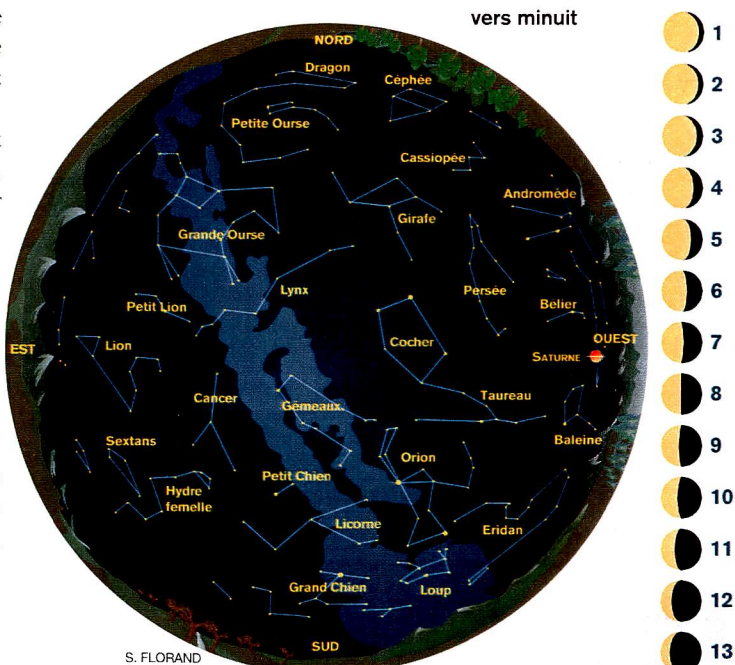 vers minuit
NORD
Dragon
Céphée
Petite Ourse
Cassiopée
Andromède
Girafe
Grande Ourse
Persée
Lynx
Bélier
Petit Lion
OUEST
Cocher
EST
Lion
SATURNE
Cancer
Taureau
Gémeaux
Baleine
Sextans
Orion
Petit Chien
Hydre
femelle
Licorne
Eridan
Grand Chien
Loup
SUD
S. FLORAND
1
2
3
4
5
6
7
8
9
10
11
12
13